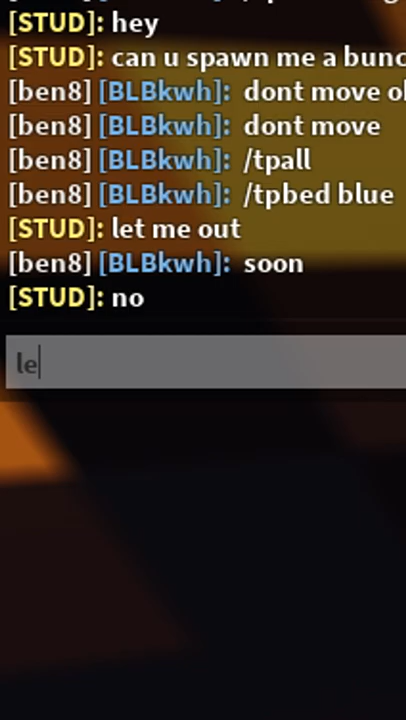 [STUD]: hey
[STUD]: can u spawn me a bunc
[ben8] [BLBkwh]: dont move o
[ben8] [BLBkwh]: dont move
[ben8] [BLBkwh]: /tpall
[ben8] [BLBkwh]: /tpbed blue
[STUD]: let me out
[ben8] [BLBkwh]: soon
[STUD]: no
le